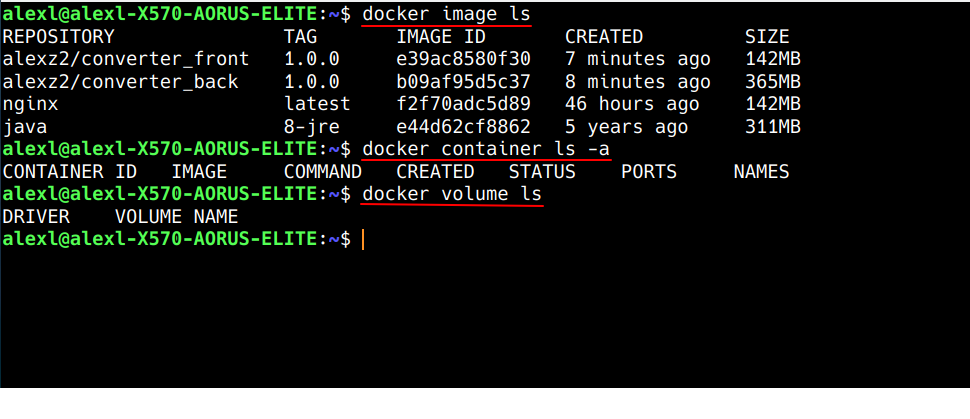 alexl@alexl-X570-AORUS-ELITE:~$ docker image ls
REPOSITORY TAG IMAGE ID CREATED SIZE
alexz2/converter_front 1.0.0 e39ac8580f30 7 minutes ago 142MB
alexz2/converter_back 1.0.0 b09af95d5c37 8 minutes ago 365MB
nginx latest f2f70adc5d89 46 hours ago 142MB
java 8-jre e44d62cf8862 5 years ago 311MB
alexl@alexl-X570-AORUS-ELITE:~$ docker container ls -a
CONTAINER ID IMAGE COMMAND CREATED STATUS PORTS NAMES
alexl@alexl-X570-AORUS-ELITE:~$ docker volume ls
DRIVER VOLUME NAME
alexl@alexl-X570-AORUS-ELITE:~$